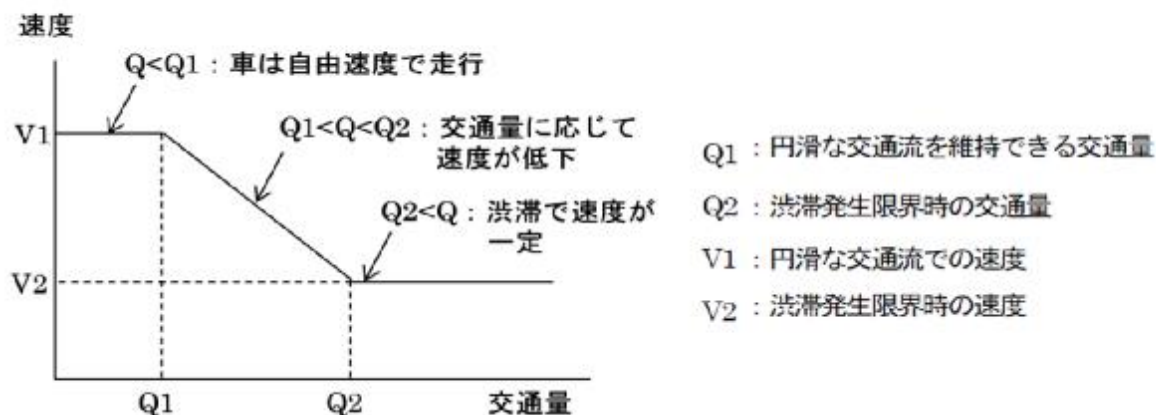 速度
Q<Q1：車は自由速度で走行
V1
Q1<Q<Q2：交通量に応じて
速度が低下
Q2<Q：渋滞で速度が
一定
V2
Q1
Q2
交通量
Q1：円滑な交通流を維持できる交通量
Q2：渋滞発生限界時の交通量
V1：円滑な交通流での速度
V2：渋滞発生限界時の速度